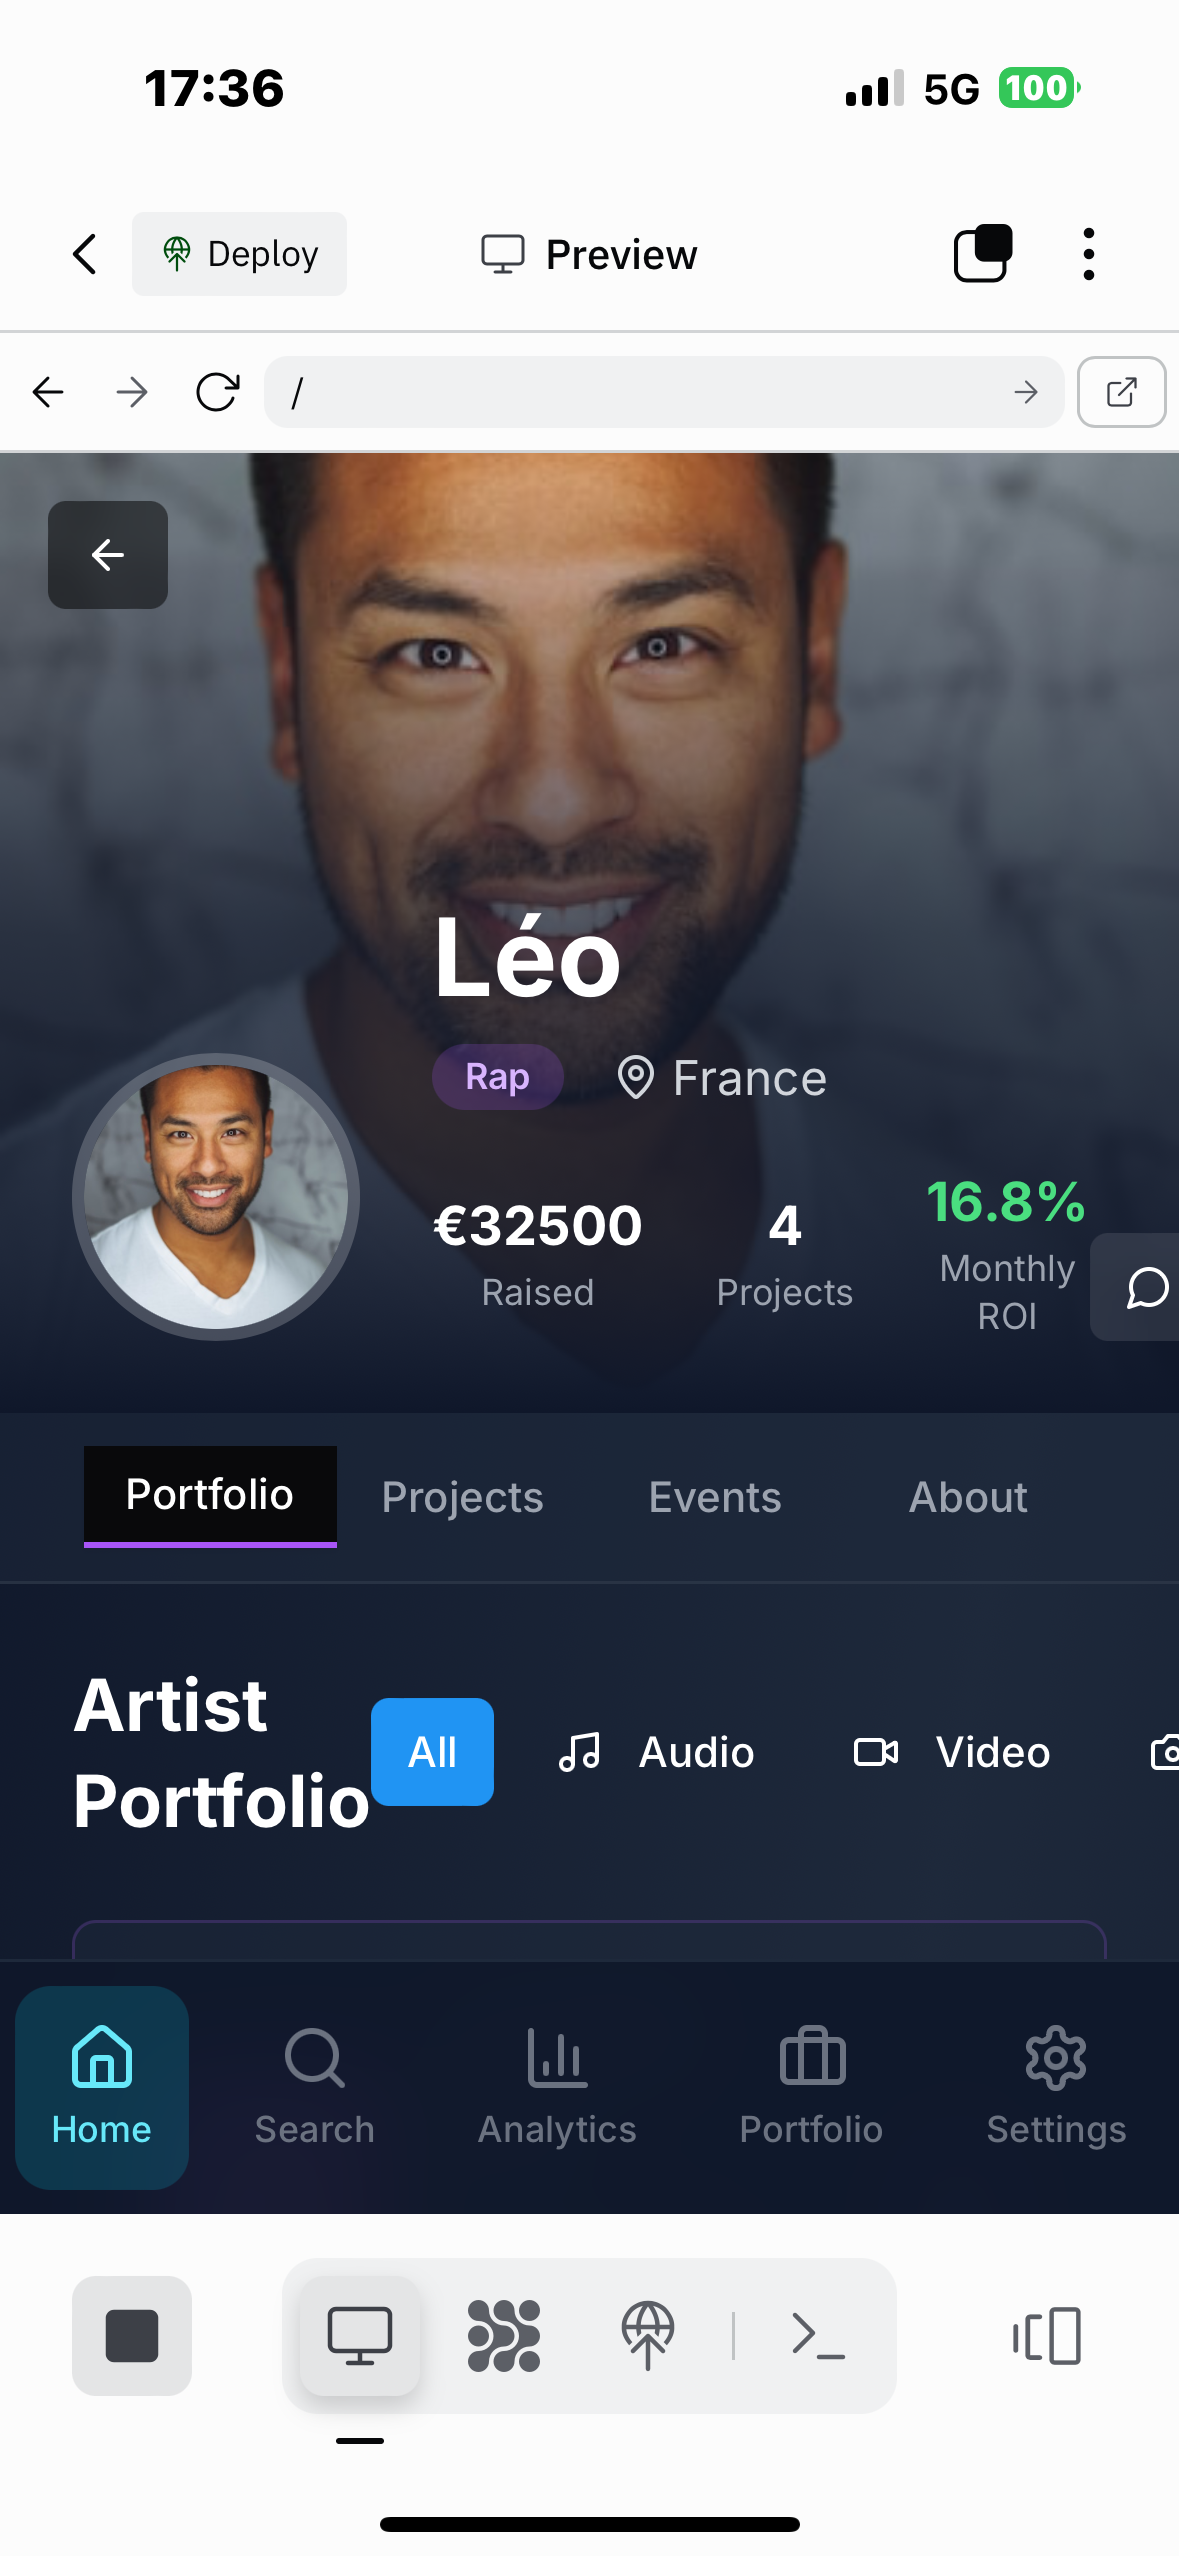 17:36
5G 100
Deploy
Preview
/
Léo
Rap
France
€32500
4
16.8%
Raised
Projects
Monthly
ROI
Portfolio
Projects
Events
About
Artist
Portfolio
All
Audio
Video
Home
Search
Analytics
Portfolio
Settings